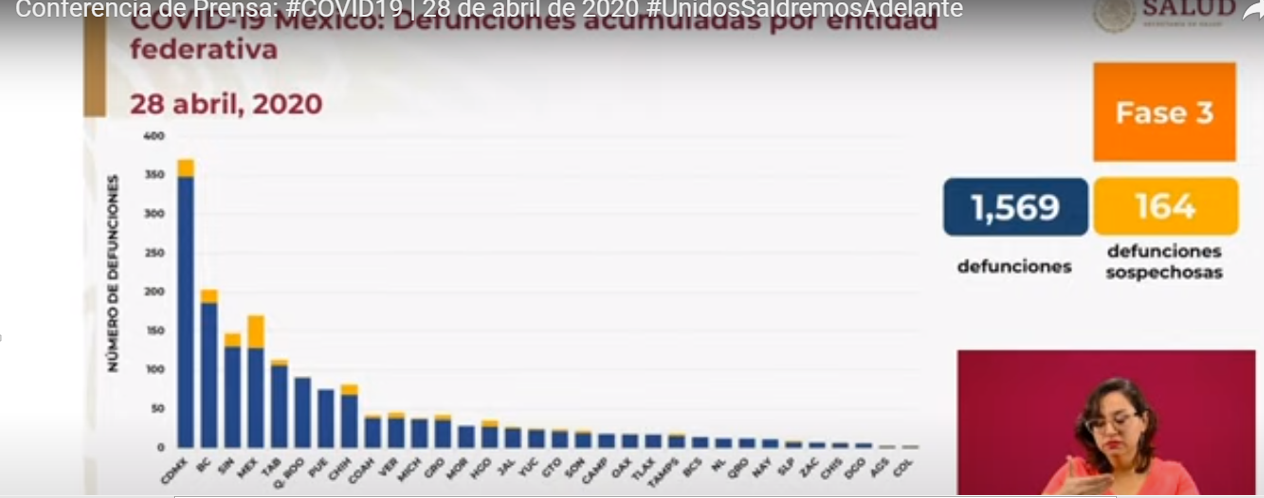 Conferencia de Prensa: #COVID19 | 28 de abril de 2020 #UnidosSaldremosAdelante
COVID-19 México: Defunciones acumuladas por entidad
federativa
28 abril, 2020
SALUD
SECRETARÍA DE SALUD
Fase 3
1,569
164
defunciones
defunciones
sospechosas
NÚMERO DE DEFUNCIONES
400
350
300
250
200
150
100
50
0
CDMX
BC
SIN
MEX
TAB
Q. ROO
PUE
CHIH
COAH
VER
MICH
GRO
MOR
HGO
JAL
YUC
GTO
SON
CAMP
OAX
TLAX
TAMPS
BCS
NL
QRO
NAY
SLP
ZAC
CHIS
DGO
AGS
COL